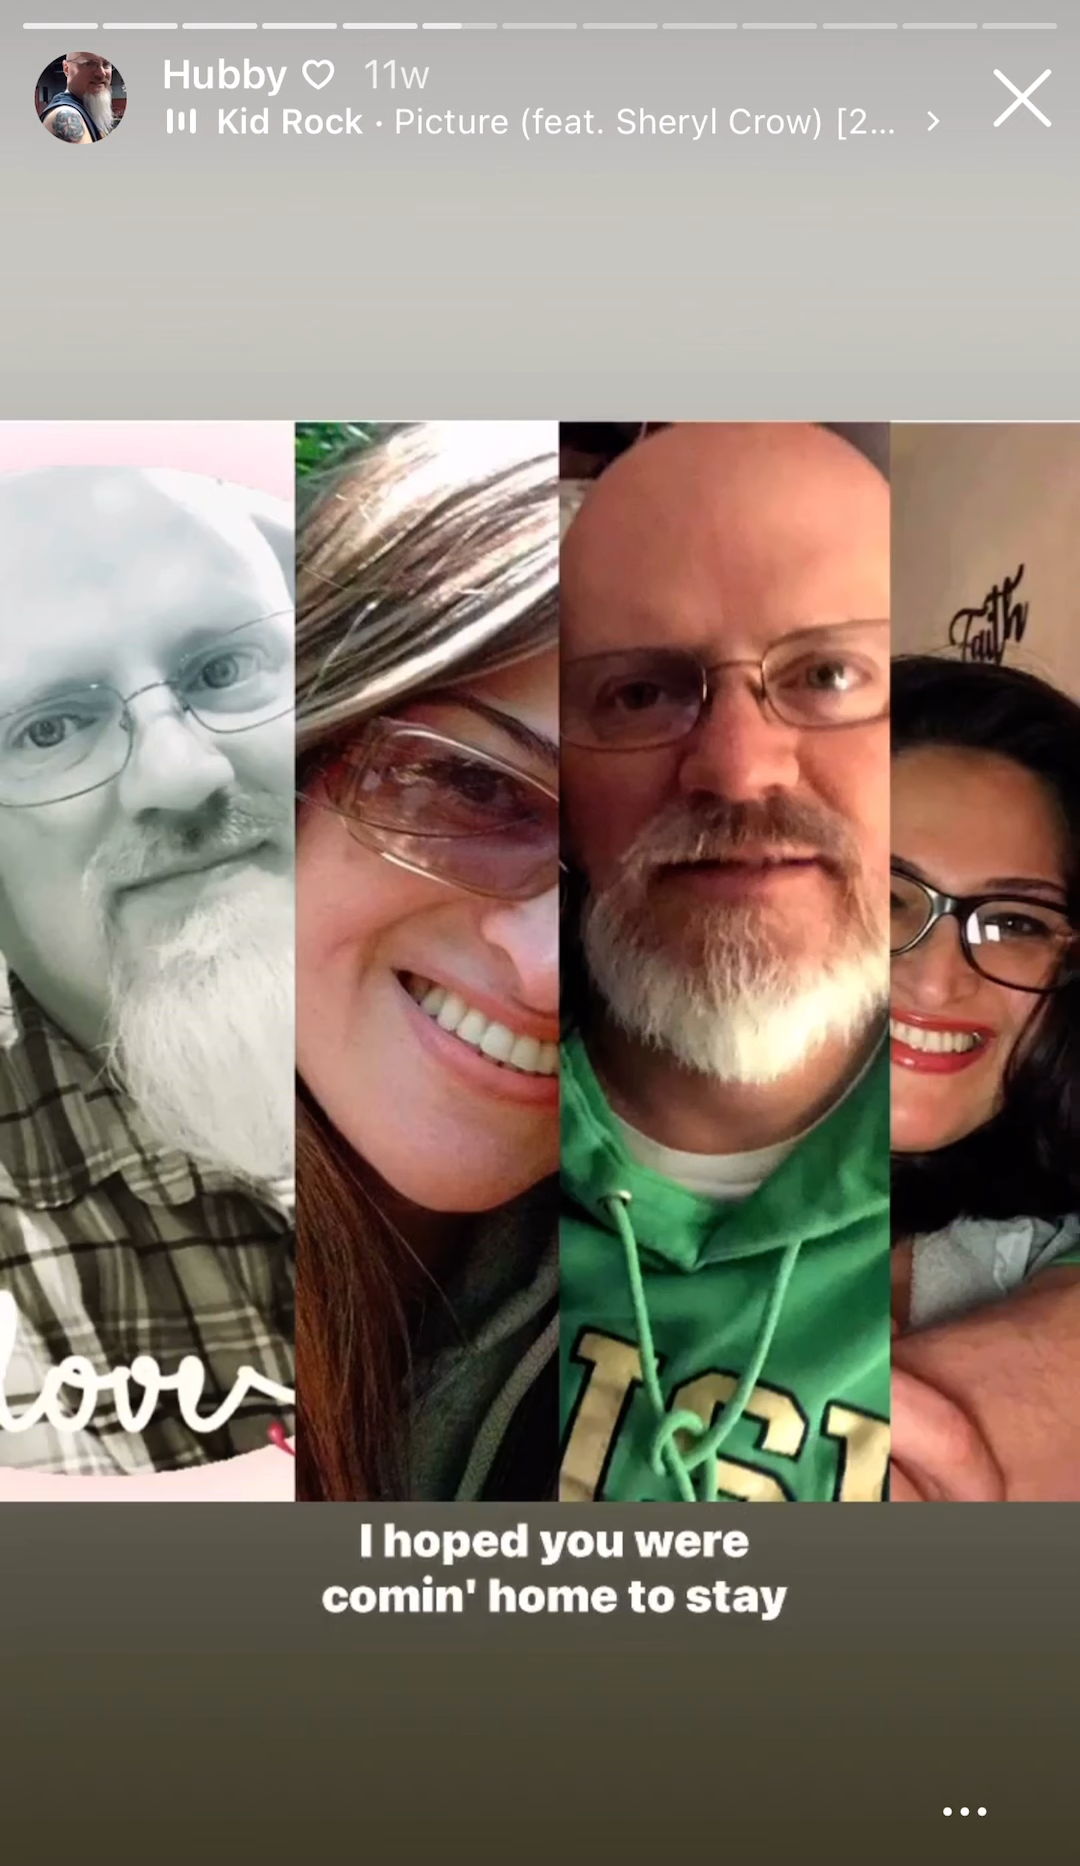 Hubby ♡ 11w
Kid Rock · Picture (feat. Sheryl Crow) [2...
Faith
love
I hoped you were
comin' home to stay